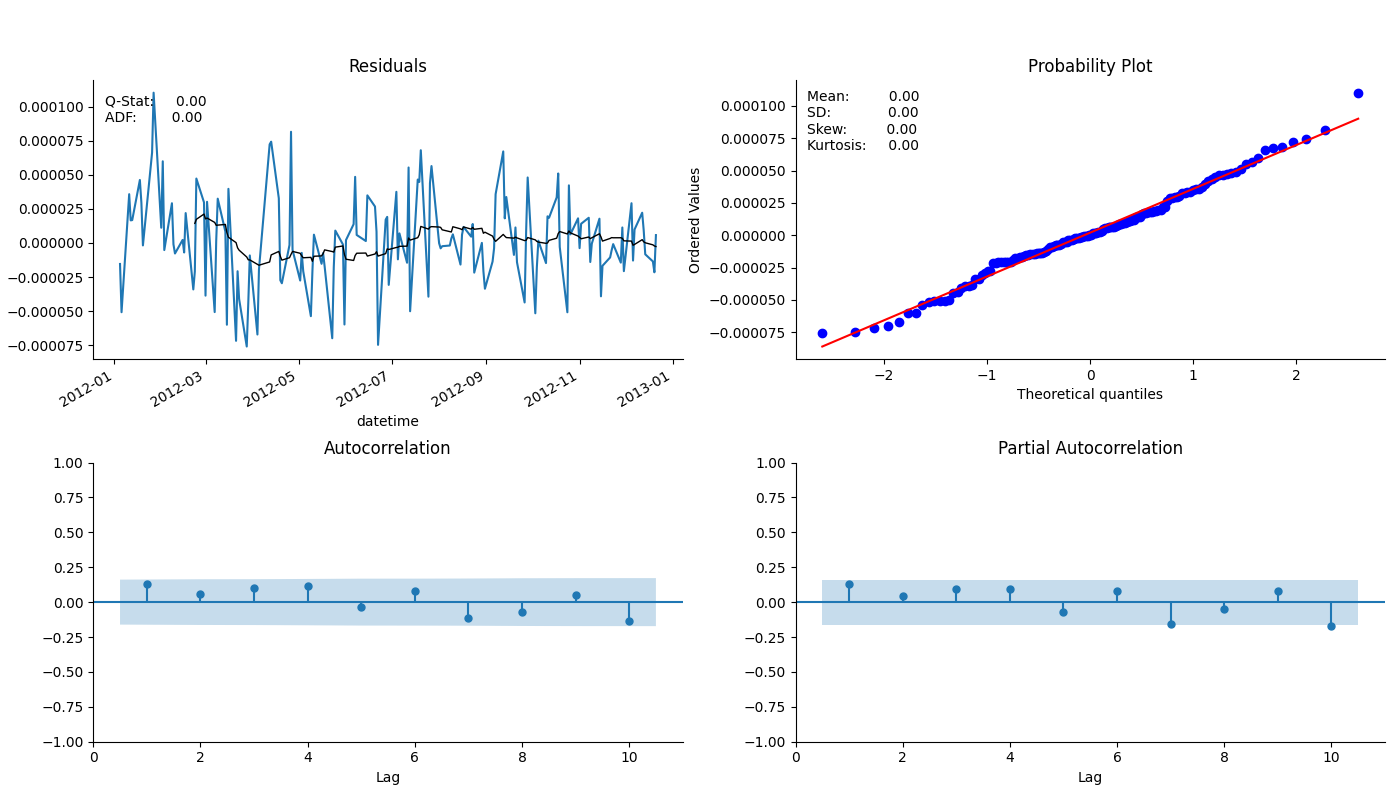 Residuals
Q-Stat: 0.00
ADF: 0.00
0.000100
0.000075
0.000050
0.000025
0.000000
−0.000025
−0.000050
−0.000075
2012-01
2012-03
2012-05
2012-07
2012-09
2012-11
2013-01
datetime
Probability Plot
Mean: 0.00
SD: 0.00
Skew: 0.00
Kurtosis: 0.00
Ordered Values
0.000100
0.000075
0.000050
0.000025
0.000000
−0.000025
−0.000050
−0.000075
−2 −1 0 1 2
Theoretical quantiles
Autocorrelation
1.00
0.75
0.50
0.25
0.00
−0.25
−0.50
−0.75
−1.00
0 2 4 6 8 10
Lag
Partial Autocorrelation
1.00
0.75
0.50
0.25
0.00
−0.25
−0.50
−0.75
−1.00
0 2 4 6 8 10
Lag